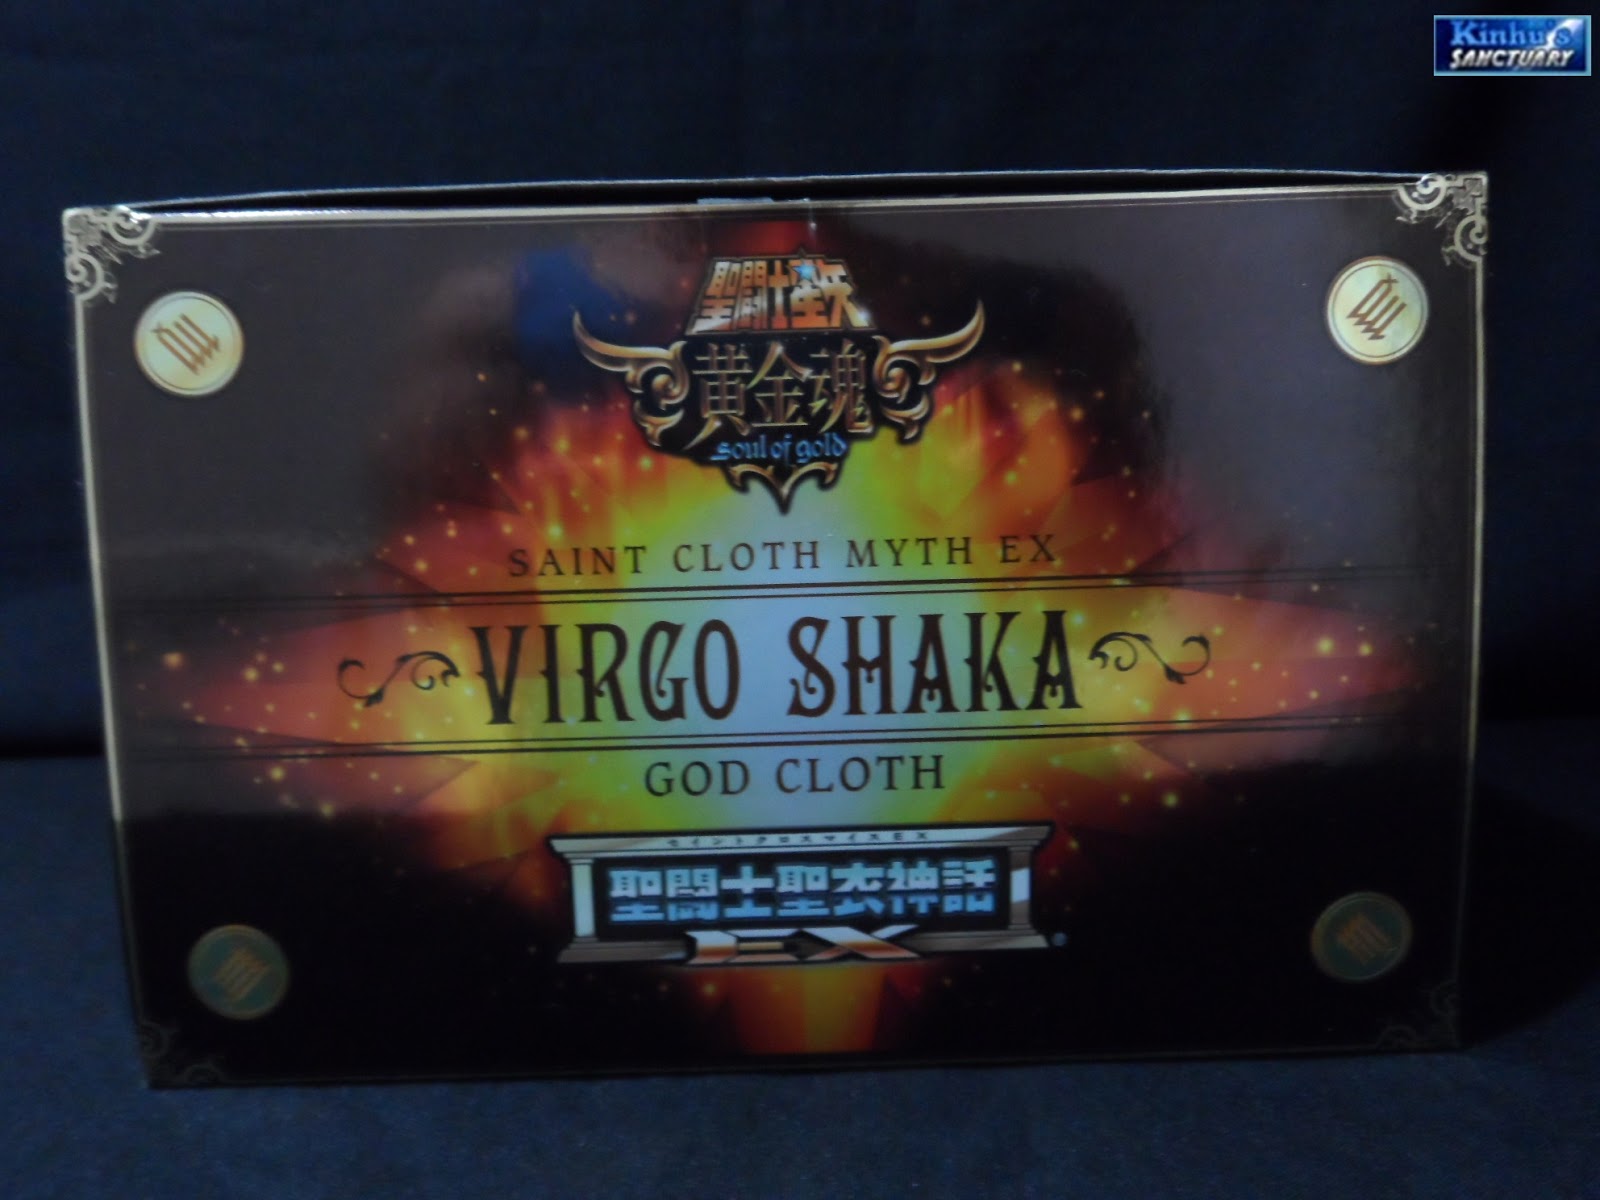 Kinhu's
SANCTUARY
聖闘士星矢
黄金魂
soul of gold
SAINT CLOTH MYTH EX
VIRGO SHAKA
GOD CLOTH
セイントクロスマイスEX
聖闘士聖衣神話
EX